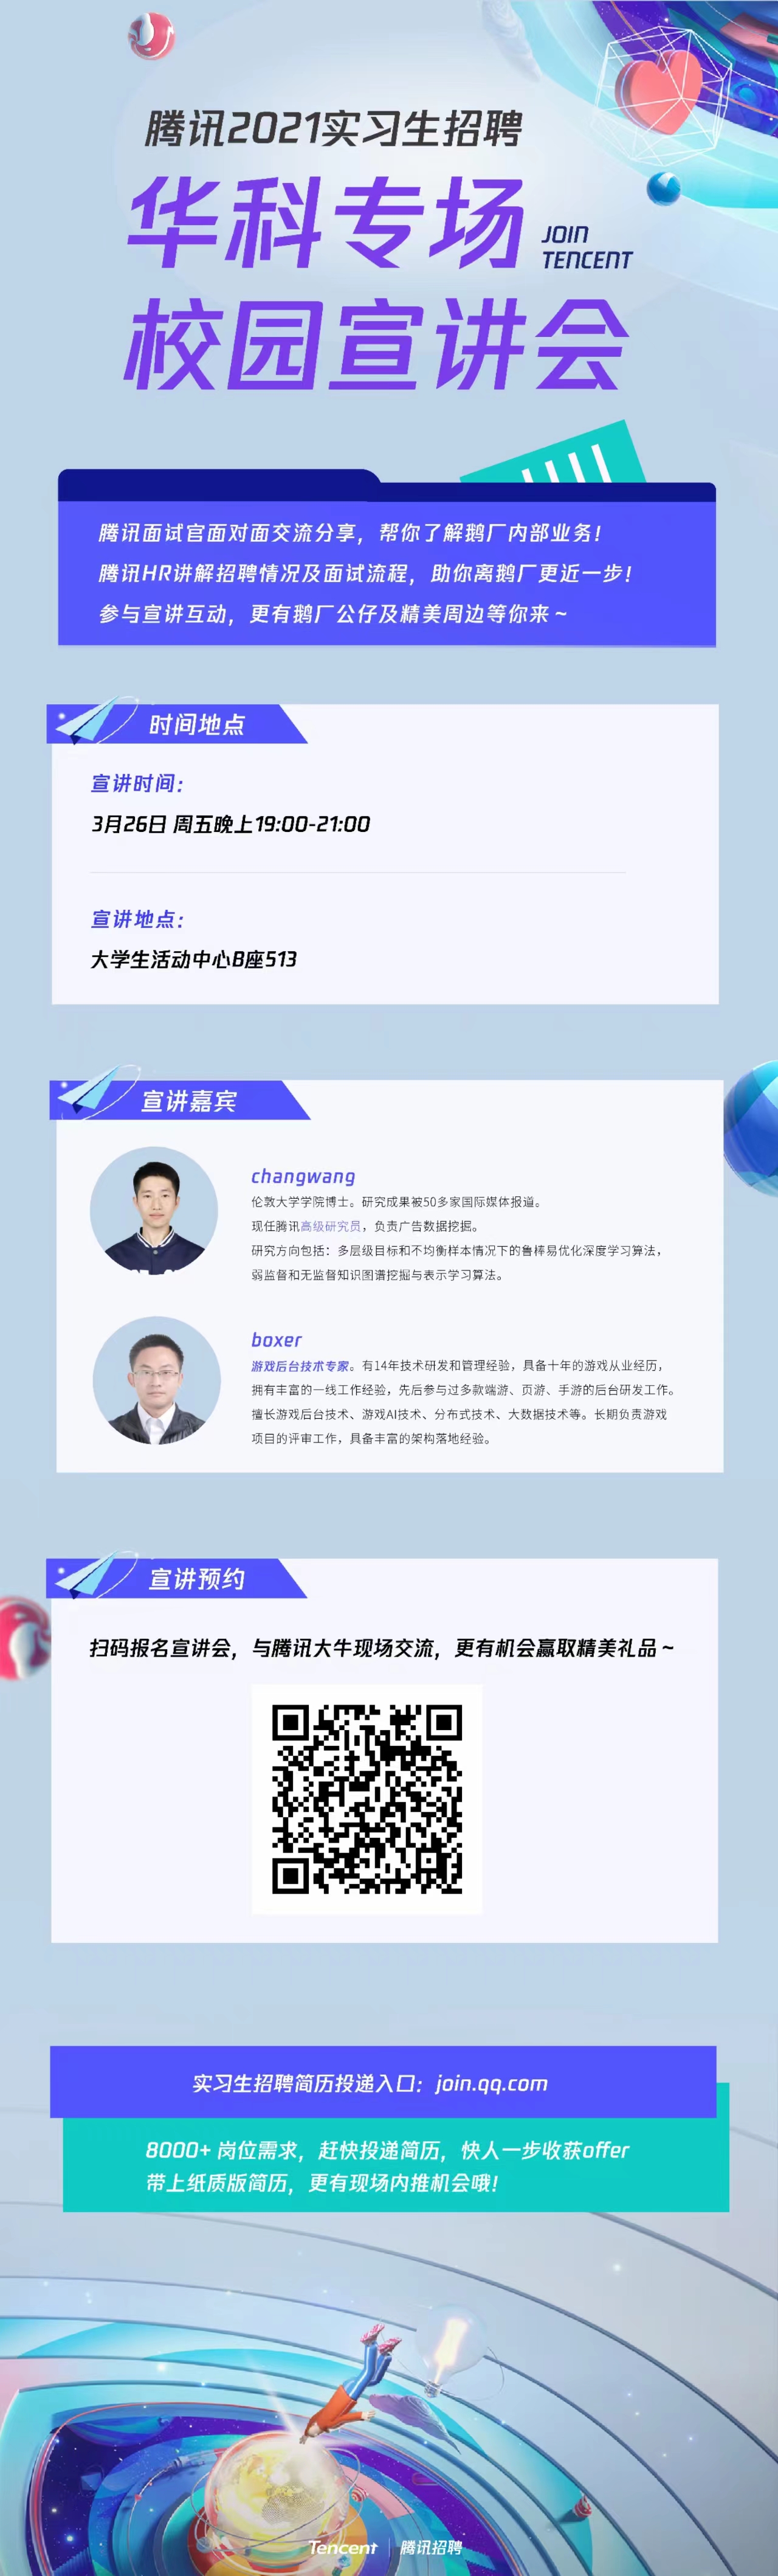 腾讯2021实习生招聘
华科专场
JOIN
TENCENT
校园宣讲会
腾讯面试官面对面交流分享，帮你了解鹅厂内部业务！
腾讯HR讲解招聘情况及面试流程，助你离鹅厂更近一步！
参与宣讲互动，更有鹅厂公仔及精美周边等你来～
时间地点
宣讲时间：
3月26日 周五晚上19:00-21:00
宣讲地点：
大学生活动中心B座513
宣讲嘉宾
changwang
伦敦大学学院博士。研究成果被50多家国际媒体报道。
现任腾讯高级研究员，负责广告数据挖掘。
研究方向包括：多层级目标和不均衡样本情况下的鲁棒易优化深度学习算法，
弱监督和无监督知识图谱挖掘与表示学习算法。
boxer
游戏后台技术专家。有14年技术研发和管理经验，具备十年的游戏从业经历，
拥有丰富的一线工作经验，先后参与过多款端游、页游、手游的后台研发工作。
擅长游戏后台技术、游戏AI技术、分布式技术、大数据技术等。长期负责游戏
项目的评审工作，具备丰富的架构落地经验。
宣讲预约
扫码报名宣讲会，与腾讯大牛现场交流，更有机会赢取精美礼品～
实习生招聘简历投递入口：join.qq.com
8000+ 岗位需求，赶快投递简历，快人一步收获offer
带上纸质版简历，更有现场内推机会哦！
Tencent | 腾讯招聘